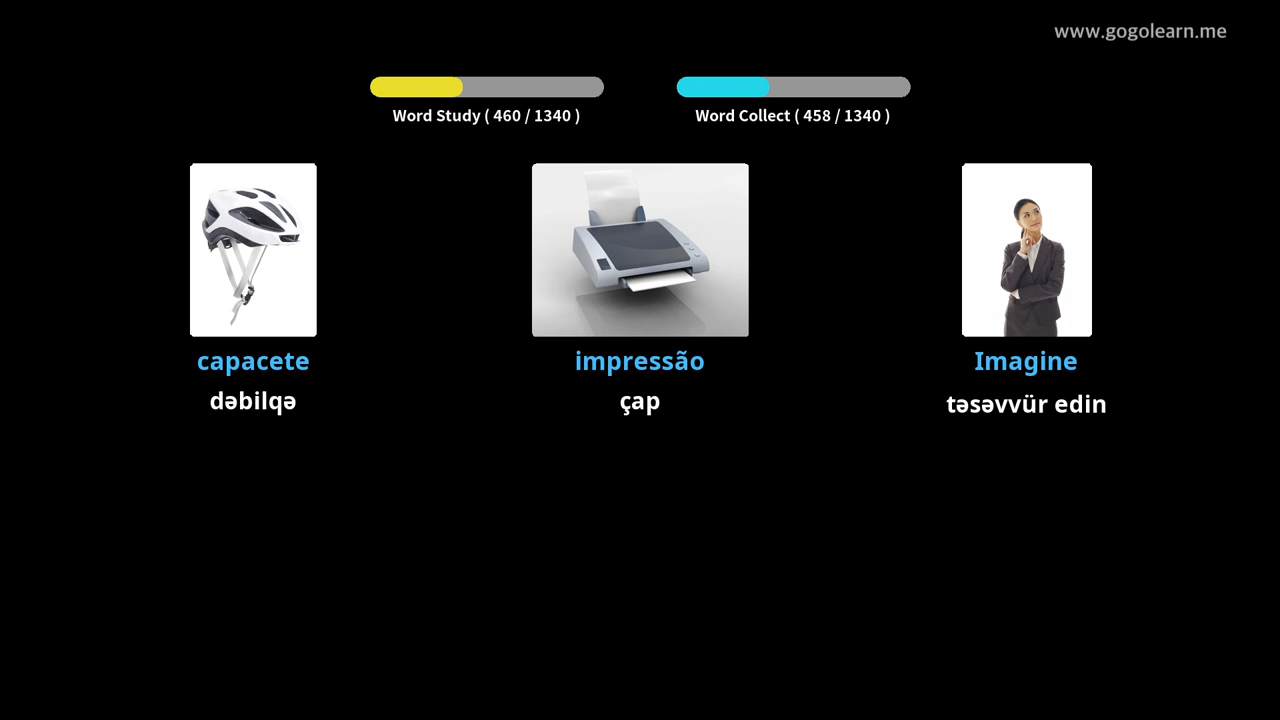 www.gogolearn.me
Word Study ( 460 / 1340 )
Word Collect ( 458 / 1340 )
capacete
impressão
Imagine
dəbilqə
çap
təsəvvür edin